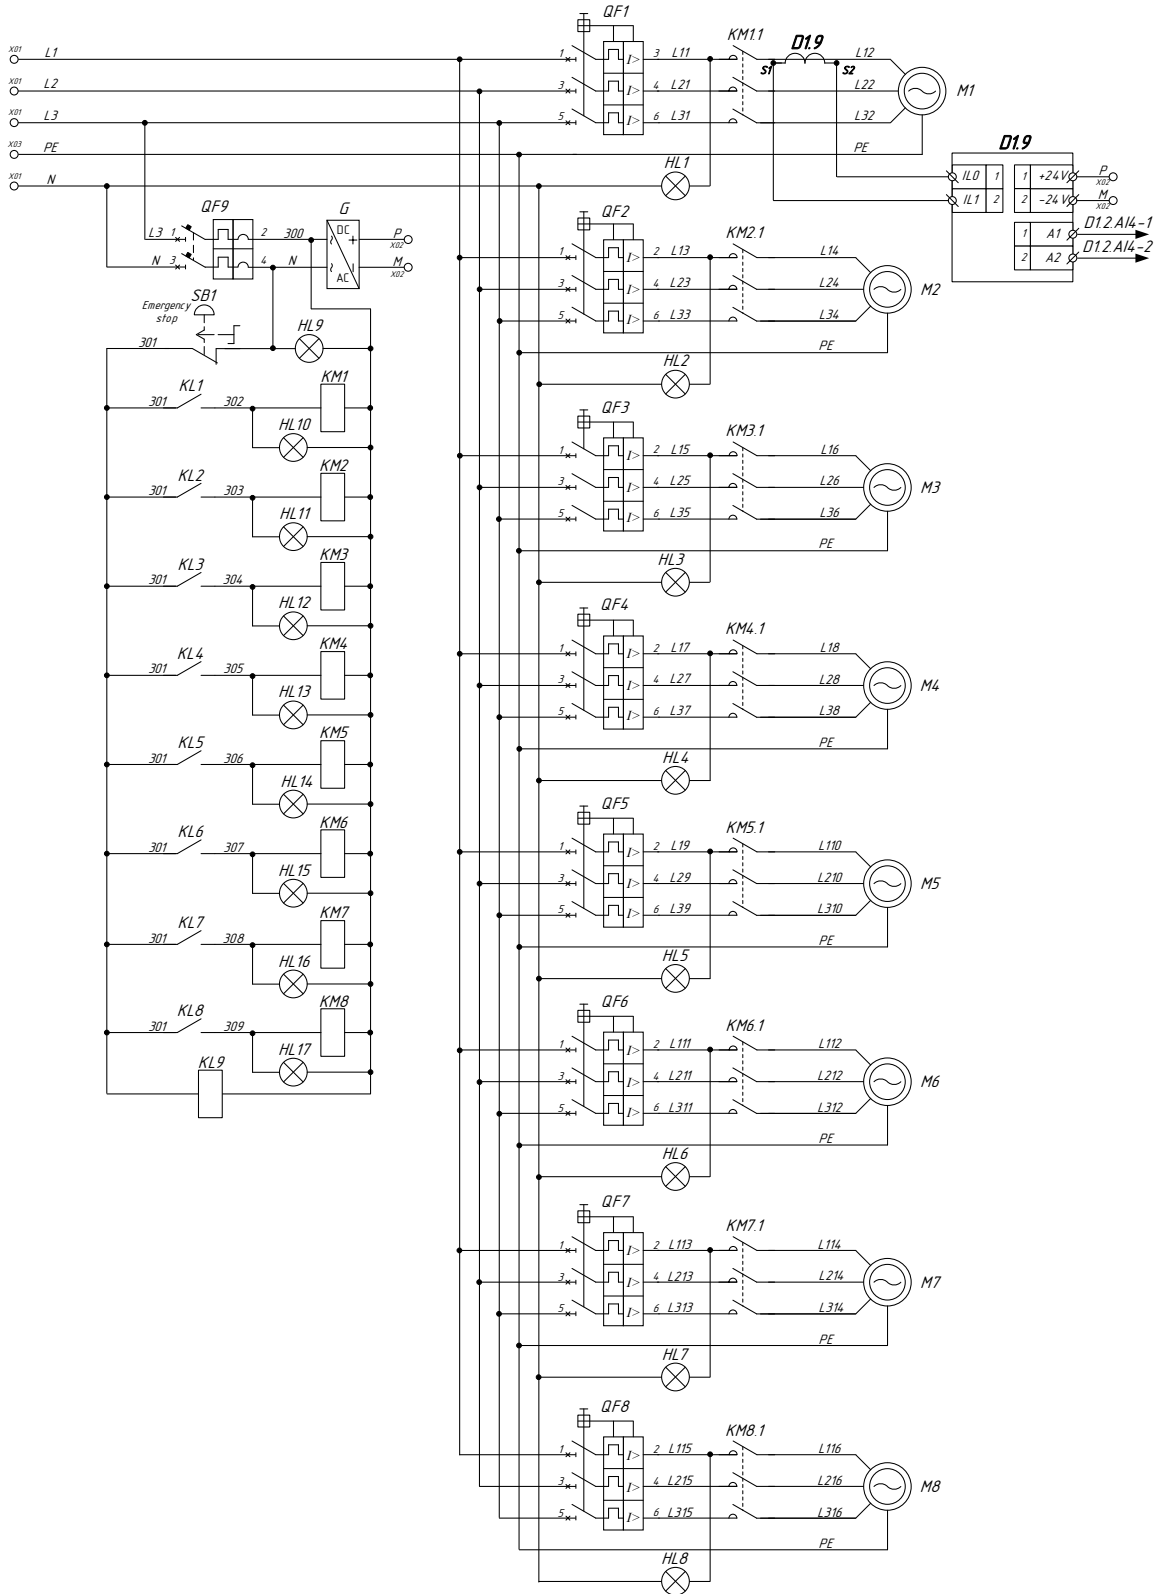 QF1
X01 L1 1 3 L11 KM1.1 D1.9 L12
S1 S2
X01 L2 3 4 L21 L22 M1
X01 L3 5 6 L31 L32
X03 PE PE
X01 N HL1
D1.9
IL0 1 1 +24V P X02
IL1 2 2 -24V M X02
1 A1 D1.2.AI4-1
2 A2 D1.2.AI4-2
QF9 G
L3 1 2 300 DC + P X02
N 3 4 N AC M X02
SB1
Emergency
stop
301 HL9
KL1 KM1
301 302
HL10
KL2 KM2
301 303
HL11
KL3 KM3
301 304
HL12
KL4 KM4
301 305
HL13
KL5 KM5
301 306
HL14
KL6 KM6
301 307
HL15
KL7 KM7
301 308
HL16
KL8 KM8
301 309
HL17
KL9
QF2 KM2.1
1 I> 2 L13 L14
3 I> 4 L23 L24 M2
5 I> 6 L33 L34
PE
HL2
QF3 KM3.1
1 I> 2 L15 L16
3 I> 4 L25 L26 M3
5 I> 6 L35 L36
PE
HL3
QF4 KM4.1
1 I> 2 L17 L18
3 I> 4 L27 L28 M4
5 I> 6 L37 L38
PE
HL4
QF5 KM5.1
1 I> 2 L19 L110
3 I> 4 L29 L210 M5
5 I> 6 L39 L310
PE
HL5
QF6 KM6.1
1 I> 2 L111 L112
3 I> 4 L211 L212 M6
5 I> 6 L311 L312
PE
HL6
QF7 KM7.1
1 I> 2 L113 L114
3 I> 4 L213 L214 M7
5 I> 6 L313 L314
PE
HL7
QF8 KM8.1
1 I> 2 L115 L116
3 I> 4 L215 L216 M8
5 I> 6 L315 L316
PE
HL8